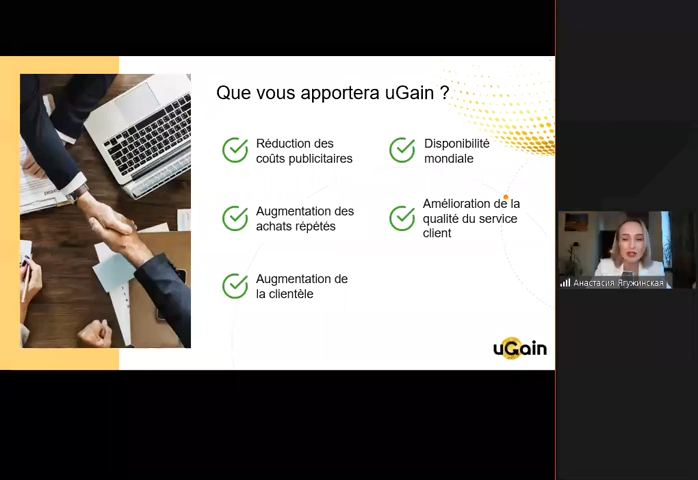 Que vous apportera uGain ?
Réduction des
coûts publicitaires
Augmentation des
achats répétés
Augmentation de
la clientèle
Disponibilité
mondiale
Amélioration de la
qualité du service
client
uGain
Анастасия Ягужинская